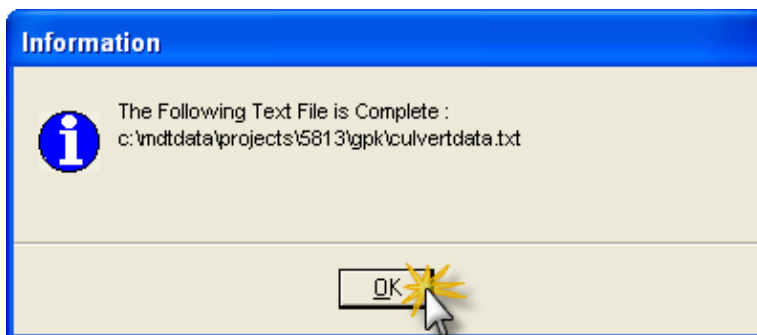 Information
The Following Text File is Complete :
c:\mdtdata\projects\5813\gpk\culvertdata.txt
OK